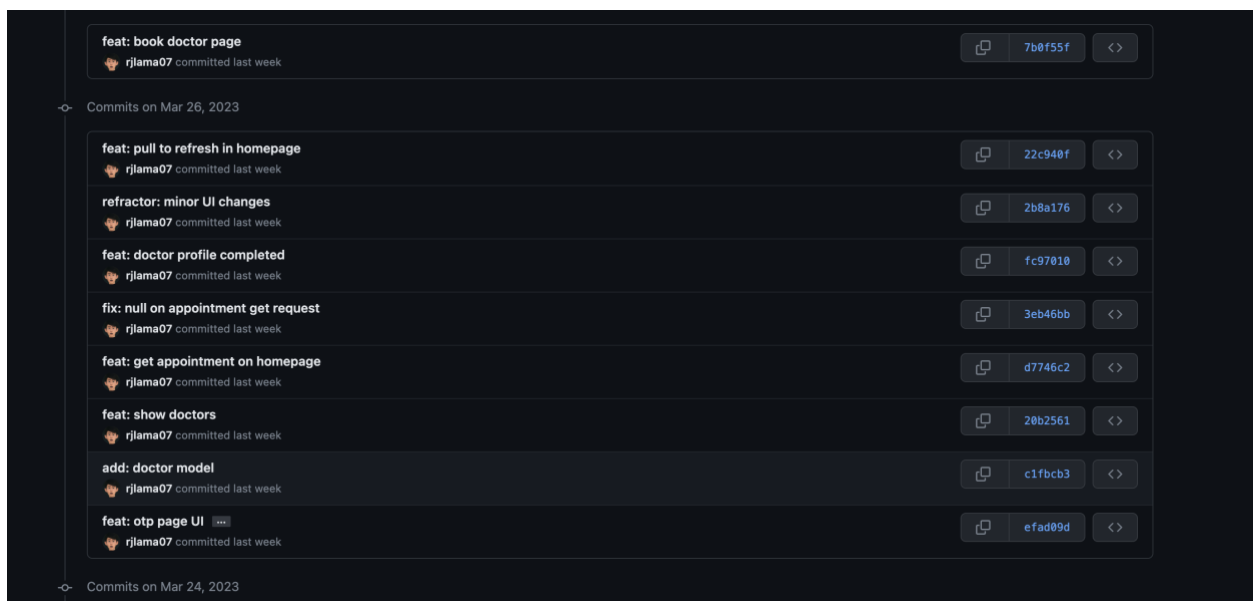 feat: book doctor page
7b0f55f
rjlama07 committed last week
Commits on Mar 26, 2023
feat: pull to refresh in homepage
22c940f
rjlama07 committed last week
refractor: minor UI changes
2b8a176
rjlama07 committed last week
feat: doctor profile completed
fc97010
rjlama07 committed last week
fix: null on appointment get request
3eb46bb
rjlama07 committed last week
feat: get appointment on homepage
d7746c2
rjlama07 committed last week
feat: show doctors
20b2561
rjlama07 committed last week
add: doctor model
c1fbcb3
rjlama07 committed last week
feat: otp page UI ...
efad09d
rjlama07 committed last week
Commits on Mar 24, 2023